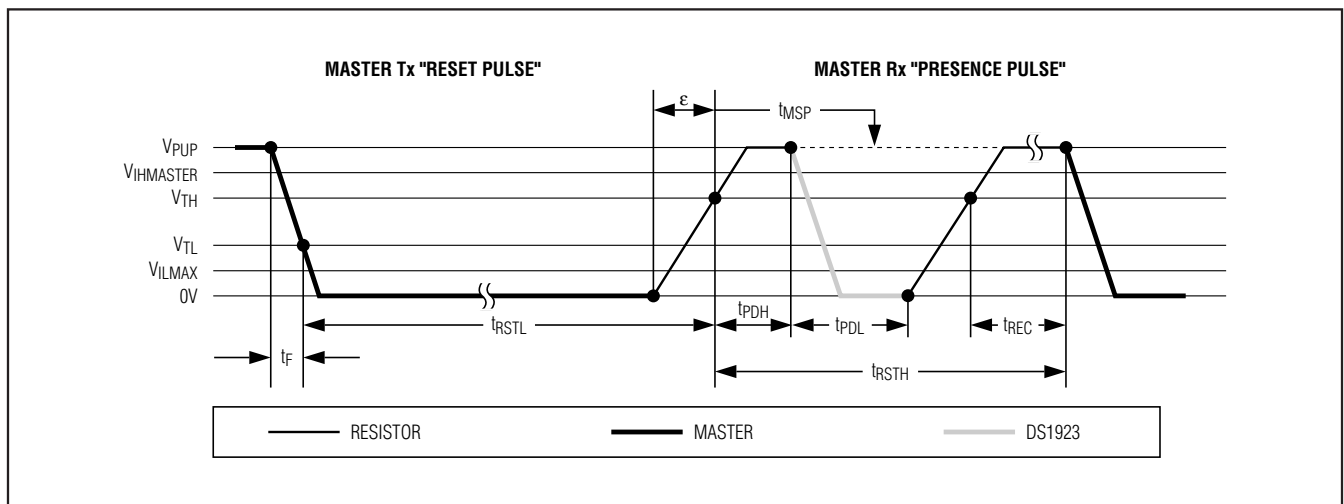 MASTER Tx "RESET PULSE" MASTER Rx "PRESENCE PULSE"
ε
tMSP
VPUP
VIHMASTER
VTH
VTL
VILMAX
0V
tRSTL
tPDH
tPDL
tREC
tF
tRSTH
RESISTOR MASTER DS1923